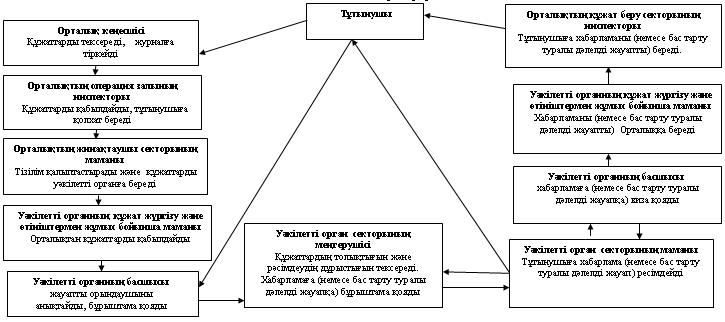 Тұтынушы
Орталық кеңесшісі
Құжаттарды тексереді, журналға
тіркейді
Орталықтың операция залының
инспекторы
Құжаттарды қабылдайды, тұтынушыға
қолхат береді
Орталықтың жинақтаушы секторының
маманы
Тізілім қалыптастырады және құжаттарды
уәкілетті органға береді
Уәкілетті органның құжат жүргізу және
өтініштермен жұмыс бойынша маманы
Орталықтан құжаттарды қабылдайды
Уәкілетті органның басшысы
жауапты орындаушыны
анықтайды, бұрыштама қояды
Уәкілетті орган секторының
меңгерушісі
Құжаттардың толықтығын және
рәсімдеудің дұрыстығын тексереді.
Хабарламаға (немесе бас тарту туралы
дәлелді жауапқа) бұрыштама қояды
Уәкілетті орган секторының маманы
Тұтынушыға хабарлама (немесе бас тарту
туралы дәлелді жауап) ресімдейді
Уәкілетті органның басшысы
хабарламаға (немесе бас тарту туралы
дәлелді жауапқа) виза қояды
Уәкілетті органның құжат жүргізу және
өтініштермен жұмыс бойынша маманы
Хабарламаны (немесе бас тарту туралы
дәлелді жауапты) Орталыққа береді
Орталықтың құжат беру секторының
инспекторы
Тұтынушыға хабарламаны (немесе бас тарту
туралы дәлелді жауапты) береді.